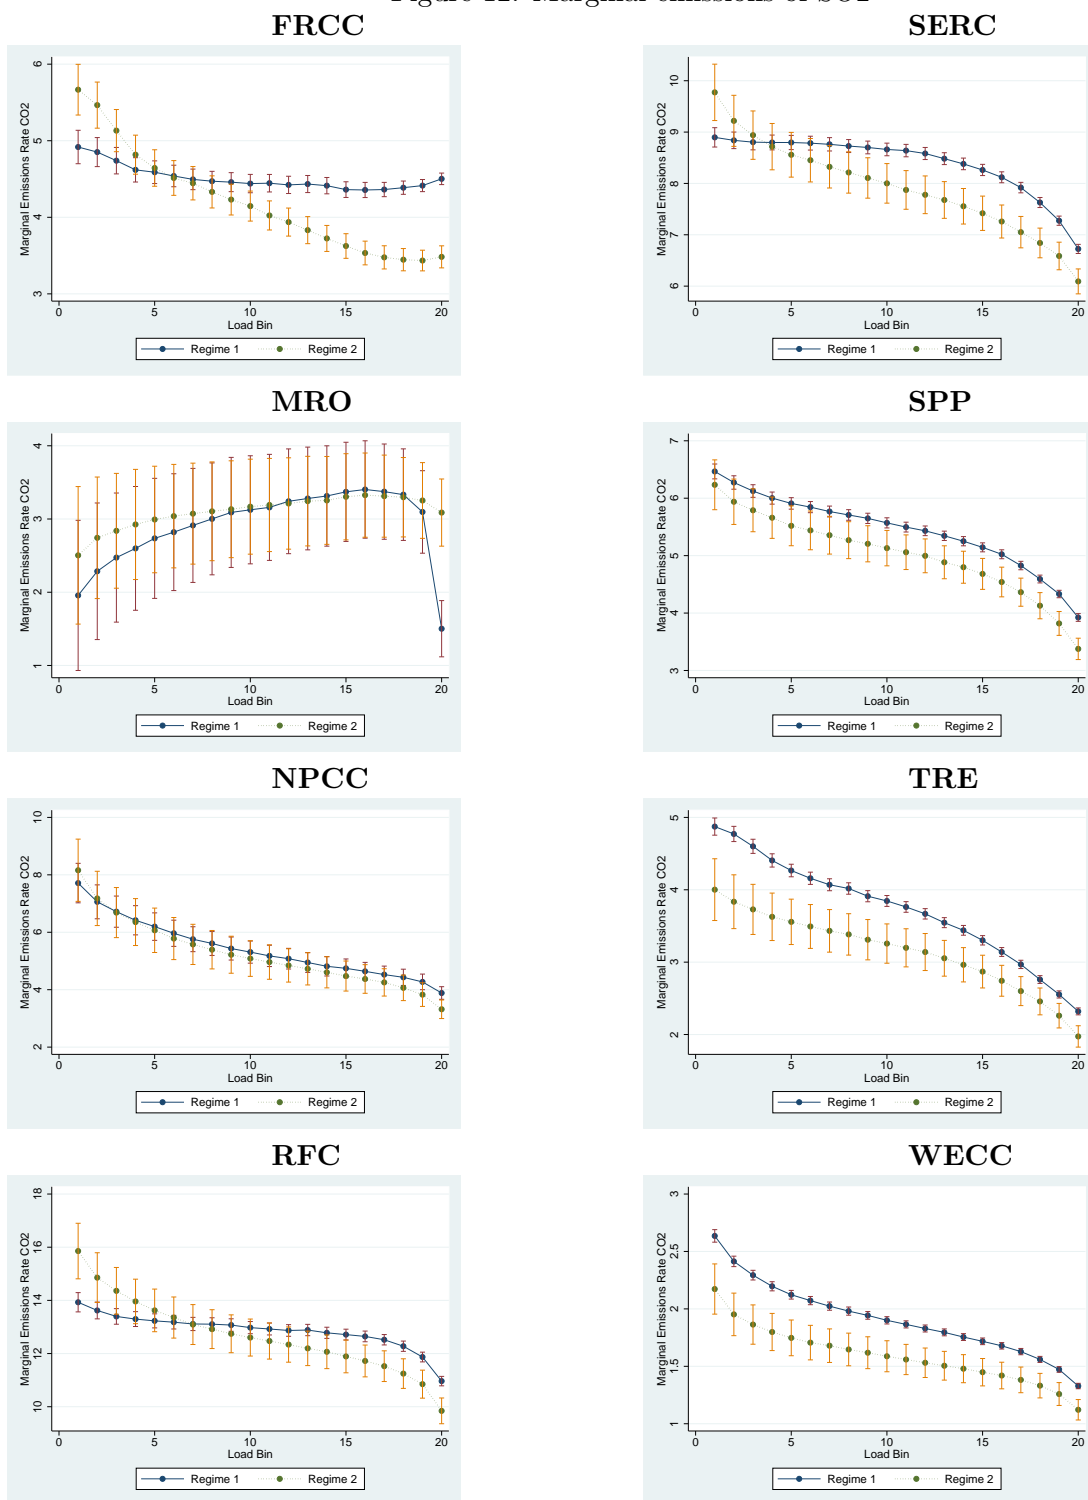 Figure 12: Marginal emissions of SO2
FRCC
Marginal Emissions Rate CO2
6
5
4
3
0 5 10 15 20
Load Bin
Regime 1 Regime 2
SERC
Marginal Emissions Rate CO2
10
9
8
7
6
0 5 10 15 20
Load Bin
Regime 1 Regime 2
MRO
Marginal Emissions Rate CO2
4
3
2
1
0 5 10 15 20
Load Bin
Regime 1 Regime 2
SPP
Marginal Emissions Rate CO2
7
6
5
4
3
0 5 10 15 20
Load Bin
Regime 1 Regime 2
NPCC
Marginal Emissions Rate CO2
10
8
6
4
2
0 5 10 15 20
Load Bin
Regime 1 Regime 2
TRE
Marginal Emissions Rate CO2
5
4
3
2
0 5 10 15 20
Load Bin
Regime 1 Regime 2
RFC
Marginal Emissions Rate CO2
18
16
14
12
10
0 5 10 15 20
Load Bin
Regime 1 Regime 2
WECC
Marginal Emissions Rate CO2
3
2.5
2
1.5
1
0 5 10 15 20
Load Bin
Regime 1 Regime 2